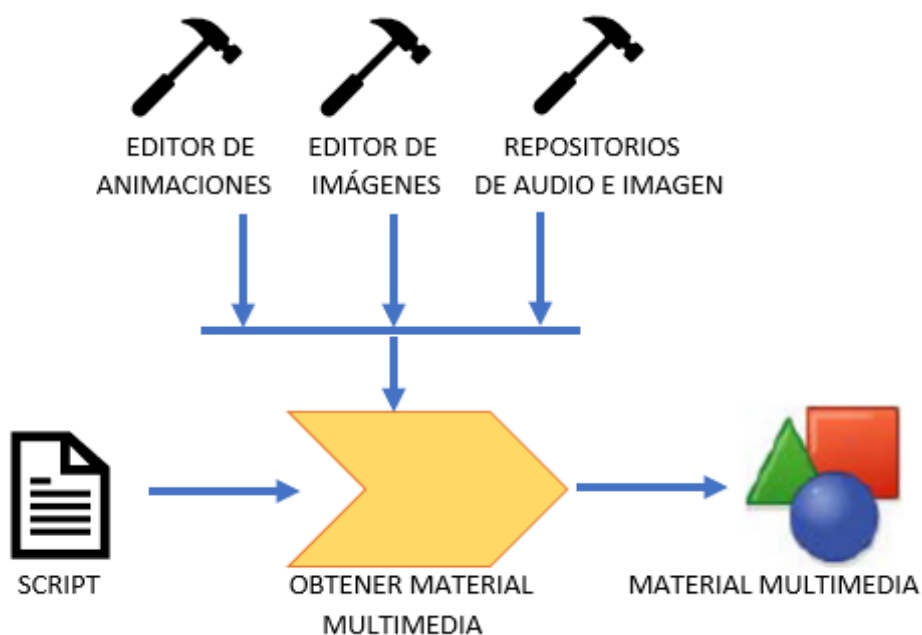 EDITOR DE
ANIMACIONES
EDITOR DE
IMÁGENES
REPOSITORIOS
DE AUDIO E IMAGEN
SCRIPT
OBTENER MATERIAL
MULTIMEDIA
MATERIAL MULTIMEDIA